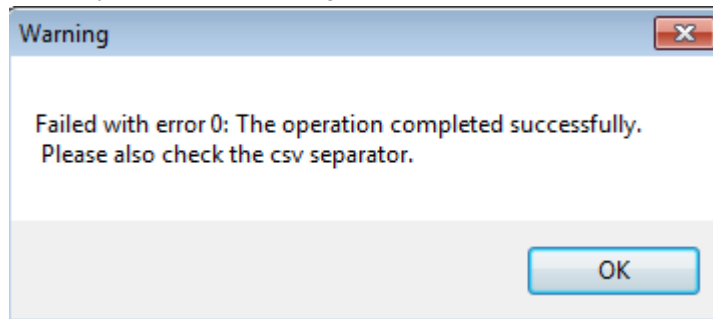 Warning
Failed with error 0: The operation completed successfully.
Please also check the csv separator.
OK